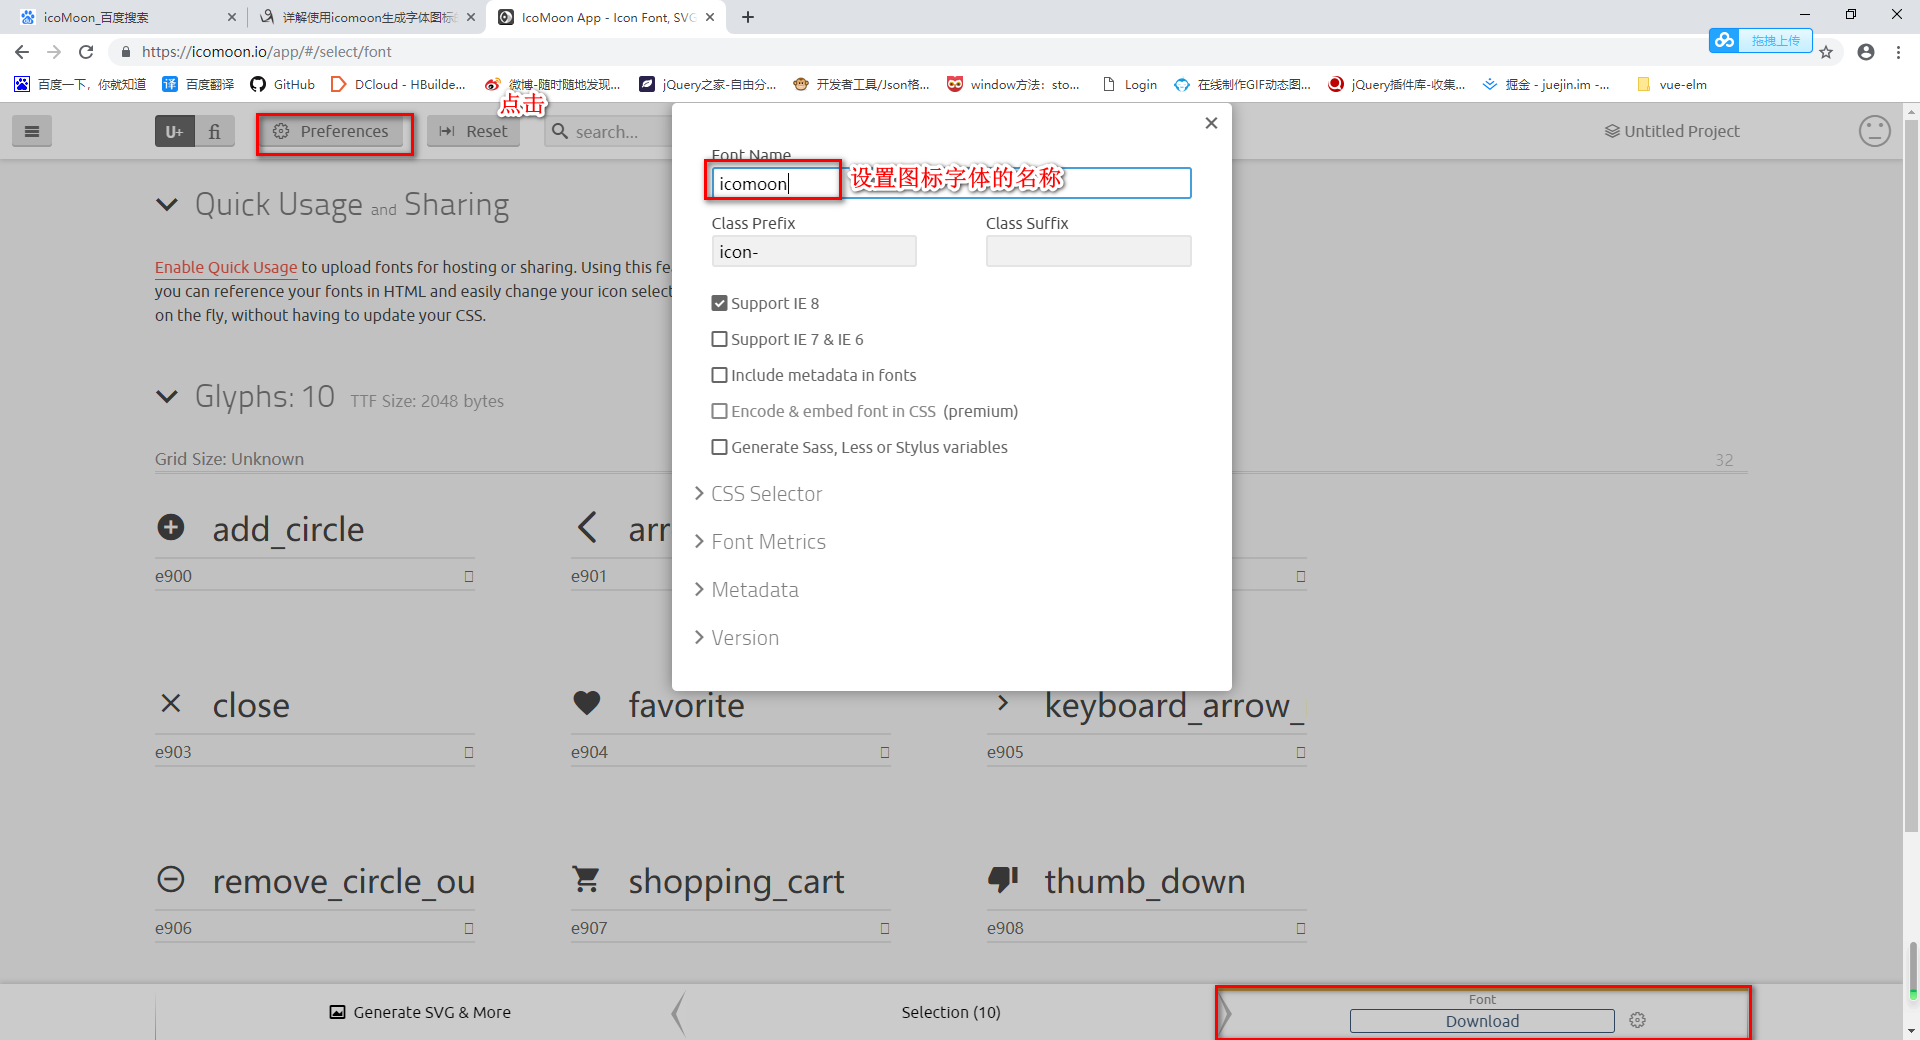 icoMoon_百度搜索
详解使用icomoon生成字体图标
IcoMoon App - Icon Font, SVG
https://icomoon.io/app/#/select/font
拖拽上传
百度一下，你就知道
百度翻译
GitHub
DCloud - HBuilde...
微博-随时随地发现...
jQuery之家-自由分...
开发者工具/Json格...
window方法：sto...
Login
在线制作GIF动态图...
jQuery插件库-收集...
掘金 - juejin.im -...
vue-elm
点击
U+
fi
Preferences
Reset
search...
Untitled Project
Font Name
icomoon
设置图标字体的名称
Class Prefix
Class Suffix
icon-
Support IE 8
Support IE 7 & IE 6
Include metadata in fonts
Encode & embed font in CSS (premium)
Generate Sass, Less or Stylus variables
CSS Selector
Font Metrics
Metadata
Version
Quick Usage and Sharing
Enable Quick Usage to upload fonts for hosting or sharing. Using this fea
you can reference your fonts in HTML and easily change your icon select
on the fly, without having to update your CSS.
Glyphs: 10 TTF Size: 2048 bytes
Grid Size: Unknown
32
add_circle
arr
e900
e901
close
favorite
keyboard_arrow_
e903
e904
e905
remove_circle_ou
shopping_cart
thumb_down
e906
e907
e908
Generate SVG & More
Selection (10)
Font
Download